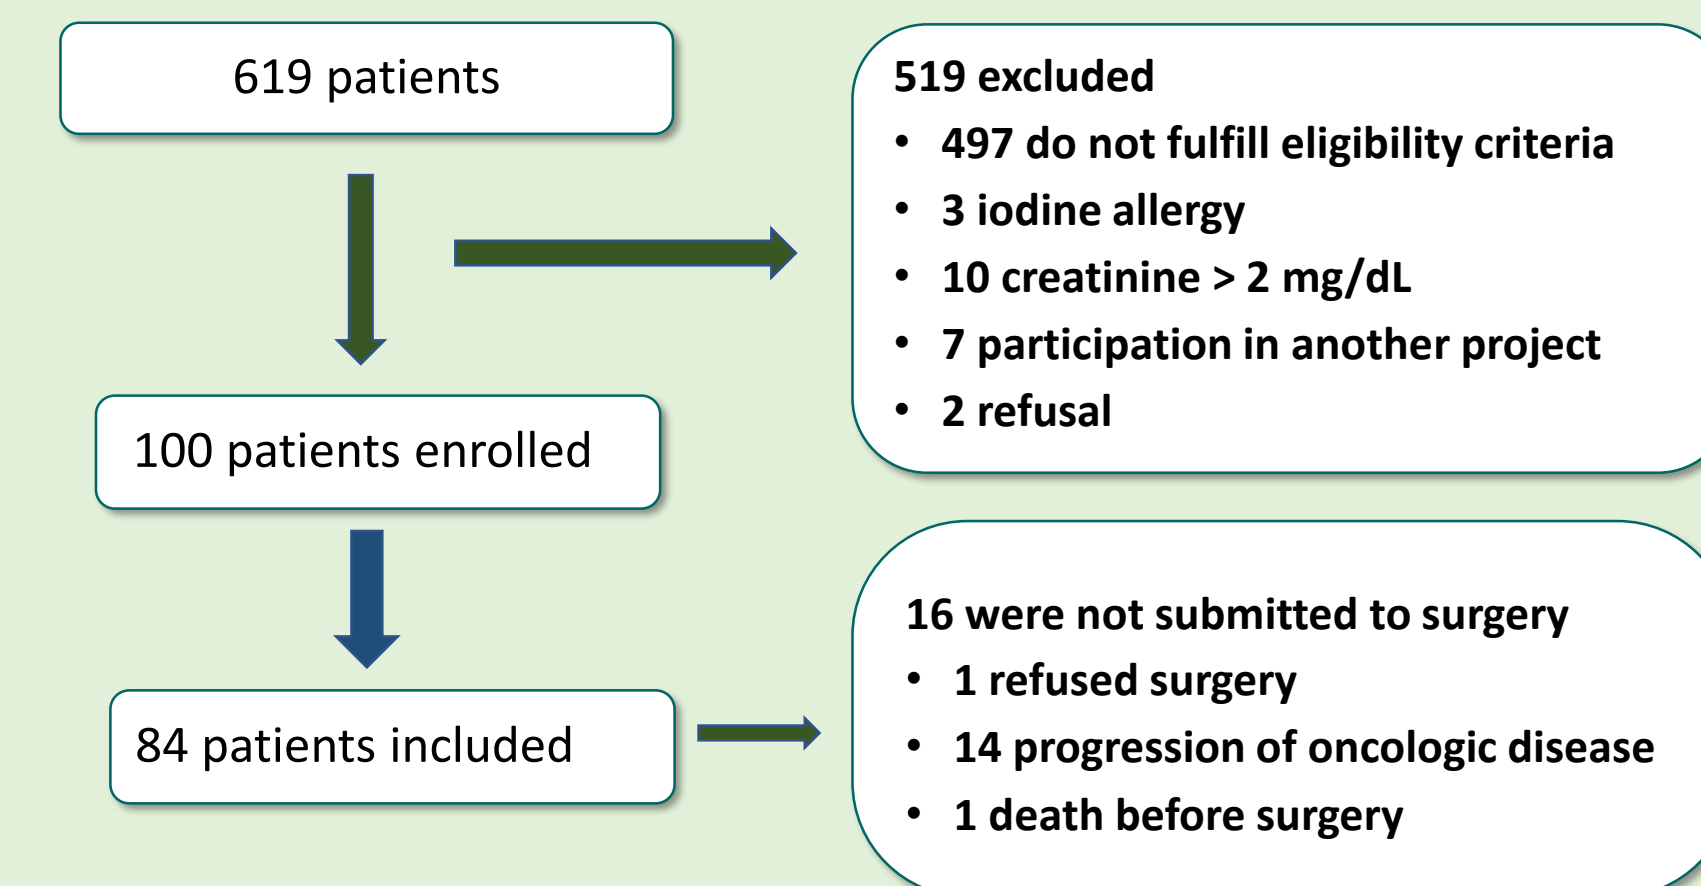 619 patients
519 excluded
• 497 do not fulfill eligibility criteria
• 3 iodine allergy
• 10 creatinine > 2 mg/dL
• 7 participation in another project
• 2 refusal
100 patients enrolled
84 patients included
16 were not submitted to surgery
• 1 refused surgery
• 14 progression of oncologic disease
• 1 death before surgery